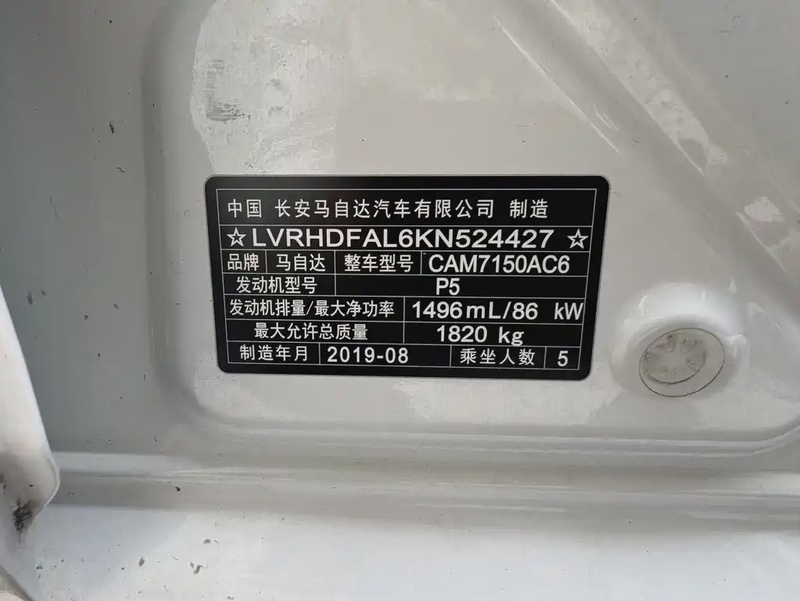 中国 长安马自达汽车有限公司 制造
☆LVRHDFAL6KN524427☆
品牌 马自达 整车型号 CAM7150AC6
发动机型号 P5
发动机排量/最大净功率 1496mL/86 kW
最大允许总质量 1820 kg
制造年月 2019-08 乘坐人数 5